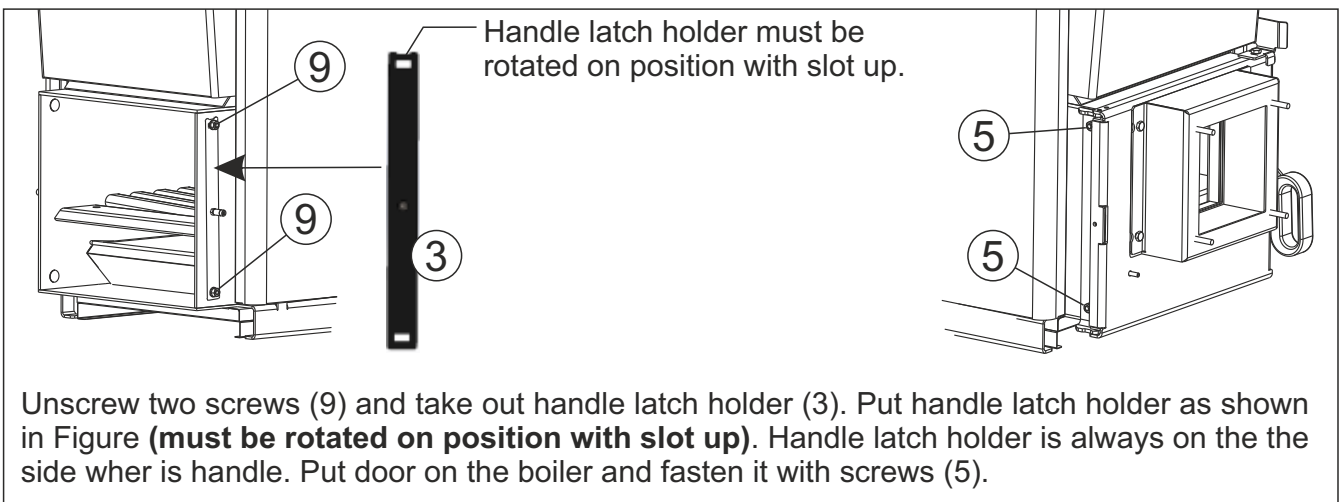 Handle latch holder must be
rotated on position with slot up.
9
9
3
5
5
Unscrew two screws (9) and take out handle latch holder (3). Put handle latch holder as shown
in Figure (must be rotated on position with slot up). Handle latch holder is always on the the
side wher is handle. Put door on the boiler and fasten it with screws (5).